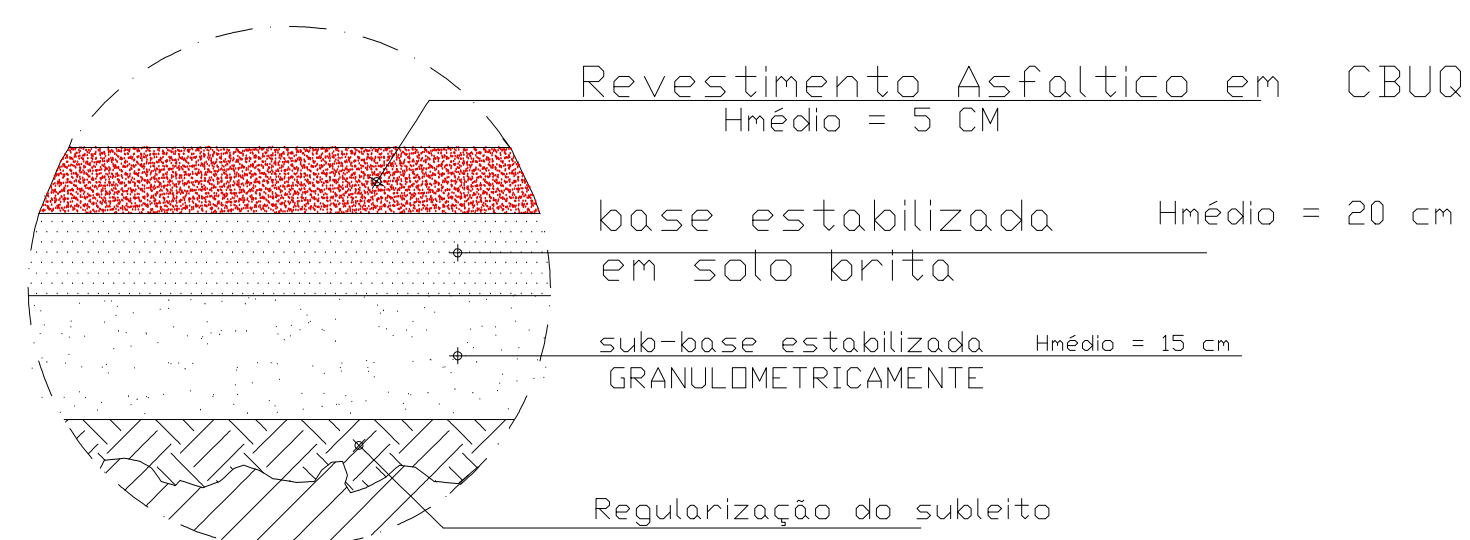 Revestimento Asfaltico em CBUQ
Hmédio = 5 CM
base estabilizada Hmédio = 20 cm
em solo brita
sub-base estabilizada Hmédio = 15 cm
GRANULOMETRICAMENTE
Regularização do subleito